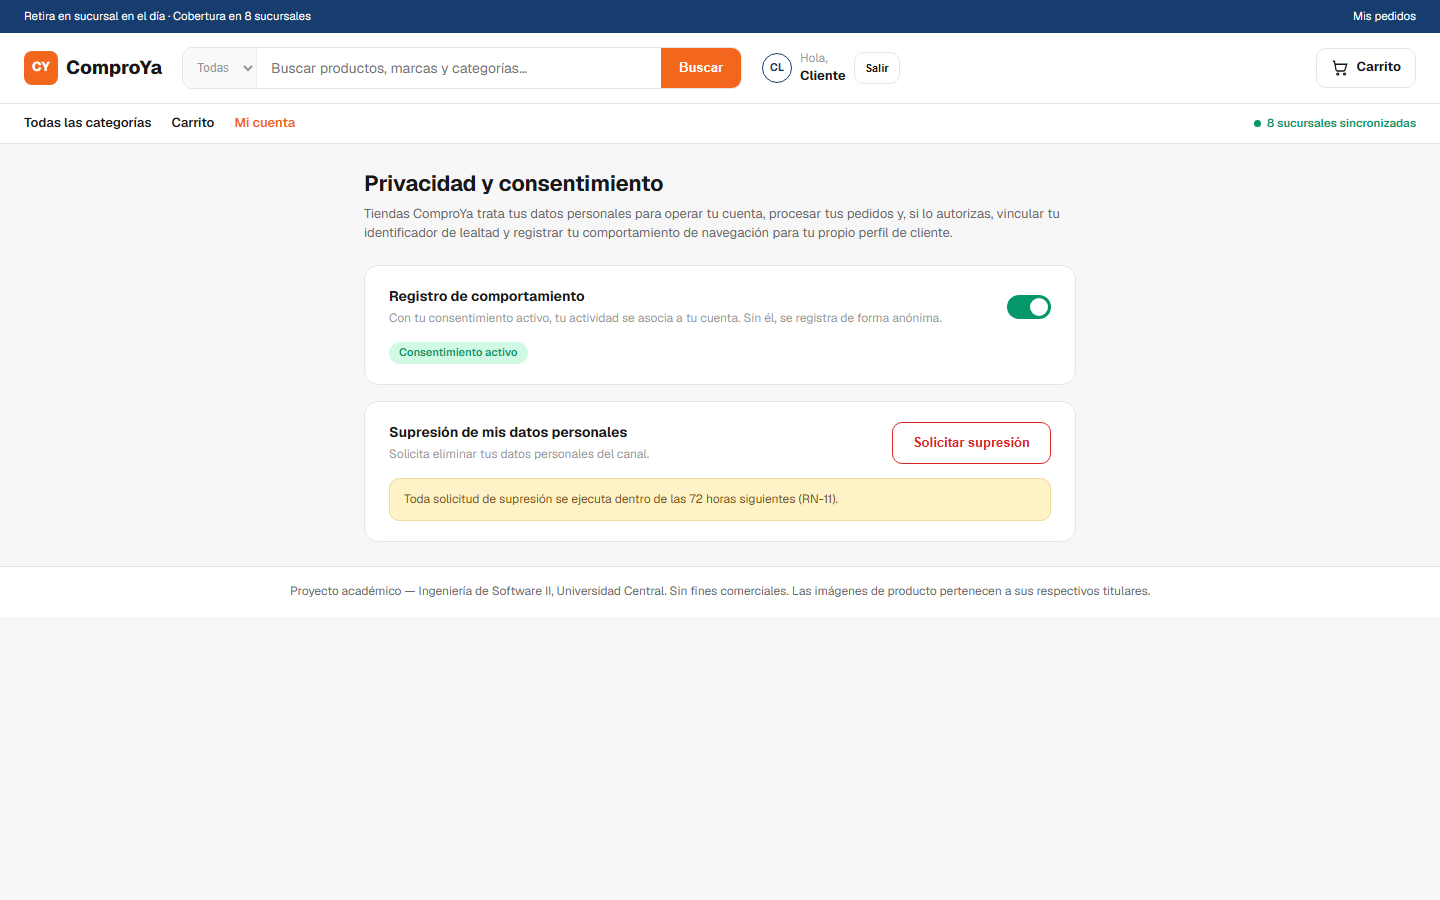 Retira en sucursal en el día · Cobertura en 8 sucursales
Mis pedidos
CY
ComproYa
Todas
Buscar productos, marcas y categorías...
Buscar
CL
Hola,
Cliente
Salir
Carrito
Todas las categorías
Carrito
Mi cuenta
8 sucursales sincronizadas
Privacidad y consentimiento
Tiendas ComproYa trata tus datos personales para operar tu cuenta, procesar tus pedidos y, si lo autorizas, vincular tu
identificador de lealtad y registrar tu comportamiento de navegación para tu propio perfil de cliente.
Registro de comportamiento
Con tu consentimiento activo, tu actividad se asocia a tu cuenta. Sin él, se registra de forma anónima.
Consentimiento activo
Supresión de mis datos personales
Solicita eliminar tus datos personales del canal.
Solicitar supresión
Toda solicitud de supresión se ejecuta dentro de las 72 horas siguientes (RN-11).
Proyecto académico — Ingeniería de Software II, Universidad Central. Sin fines comerciales. Las imágenes de producto pertenecen a sus respectivos titulares.